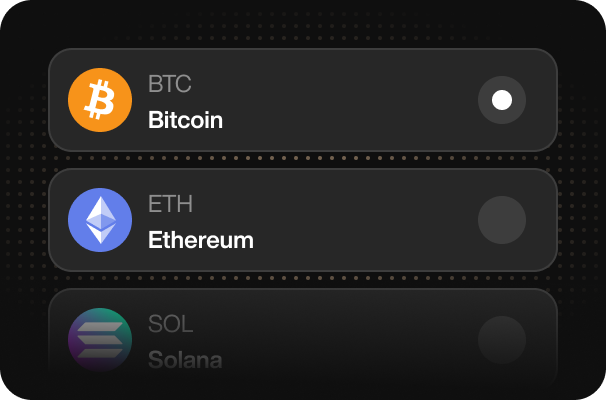 BTC
Bitcoin
ETH
Ethereum
SOL
Solana